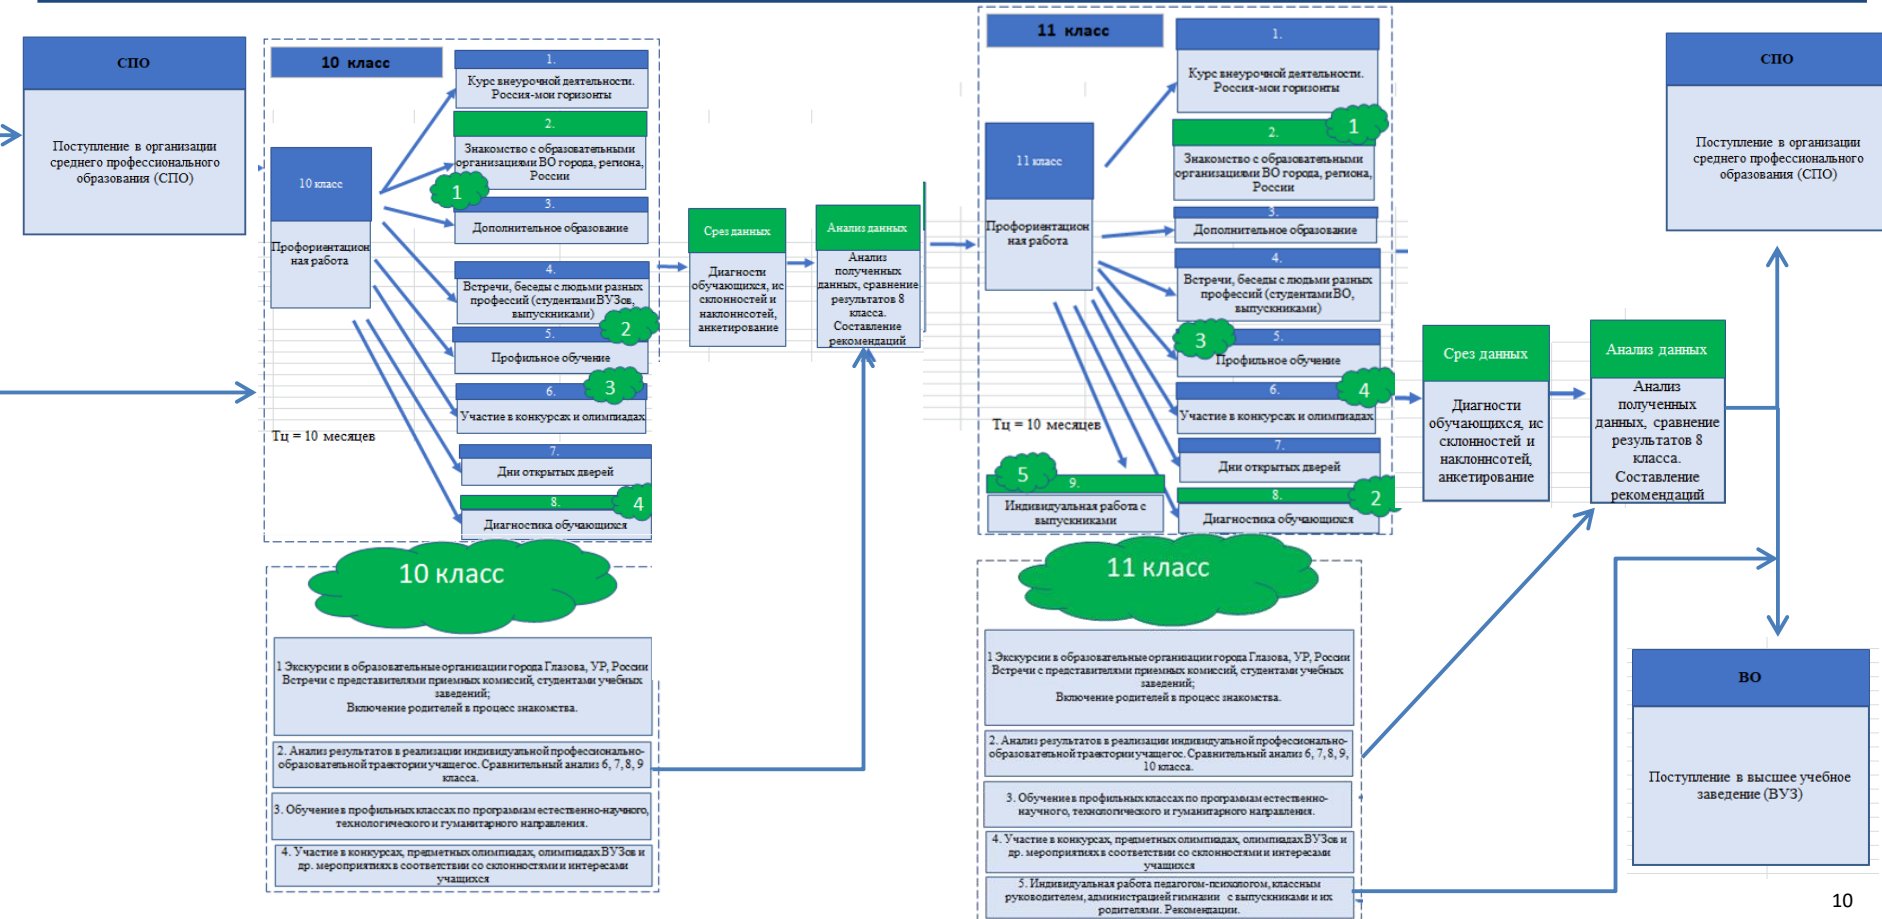 СПО
Поступление в организации
среднего профессионального
образования (СПО)
10 класс
10 класс
Профориентацион
ная работа
Тц = 10 месяцев
1.
Курс внеурочной деятельности.
Россия-мои горизонты
2.
Знакомство с образовательными
организациями ВО города, региона,
России
1
3.
Дополнительное образование
4.
Встречи, беседы с людьми разных
профессий (студентами ВУЗов,
выпускниками)
2
5.
Профильное обучение
3
6.
Участие в конкурсах и олимпиадах
7.
Дни открытых дверей
8.
4
Диагностика обучающихся
Срез данных
Диагности
обучающихся, ис
склонностей и
наклоннсотей,
анкетирование
Анализ данных
Анализ
полученных
данных, сравнение
результатов 8
класса.
Составление
рекомендаций
10 класс
1 Экскурсии в образовательные организации города Глазова, УР, России
Встречи с представителями приемных комиссий, студентами учебных
заведений;
Включение родителей в процесс знакомства.
2. Анализ результатов в реализации индивидуальной профессионально-
образовательной траектории учащегос. Сравнительный анализ 6, 7, 8, 9
класса.
3. Обучение в профильных классах по программам естественно-научного,
технологического и гуманитарного направления.
4. Участие в конкурсах, предметных олимпиадах, олимпиадах ВУЗов и
др. мероприятиях в соответствии со склонностями и интересами
учащихся
11 класс
11 класс
Профориентацион
ная работа
Тц = 10 месяцев
1.
Курс внеурочной деятельности.
Россия-мои горизонты
1
2.
Знакомство с образовательными
организациями ВО города, региона,
России
3.
Дополнительное образование
4.
Встречи, беседы с людьми разных
профессий (студентами ВО,
выпускниками)
3
5.
Профильное обучение
4
6.
Участие в конкурсах и олимпиадах
7.
Дни открытых дверей
8.
2
Диагностика обучающихся
5
9.
Индивидуальная работа с
выпускниками
Срез данных
Диагности
обучающихся, ис
склонностей и
наклоннсотей,
анкетирование
Анализ данных
Анализ
полученных
данных, сравнение
результатов 8
класса.
Составление
рекомендаций
11 класс
1 Экскурсии в образовательные организации города Глазова, УР, России
Встречи с представителями приемных комиссий, студентами учебных
заведений;
Включение родителей в процесс знакомства.
2. Анализ результатов в реализации индивидуальной профессионально-
образовательной траектории учащегос. Сравнительный анализ 6, 7, 8, 9,
10 класса.
3. Обучение в профильных классах по программам естественно-
научного, технологического и гуманитарного направления.
4. Участие в конкурсах, предметных олимпиадах, олимпиадах ВУЗов и
др. мероприятиях в соответствии со склонностями и интересами
учащихся
5. Индивидуальная работа педагогом-психологом, классным
руководителем, администрацией гимназии с выпускниками и их
родителями. Рекомендации.
СПО
Поступление в организации
среднего профессионального
образования (СПО)
ВО
Поступление в высшее учебное
заведение (ВУЗ)
10